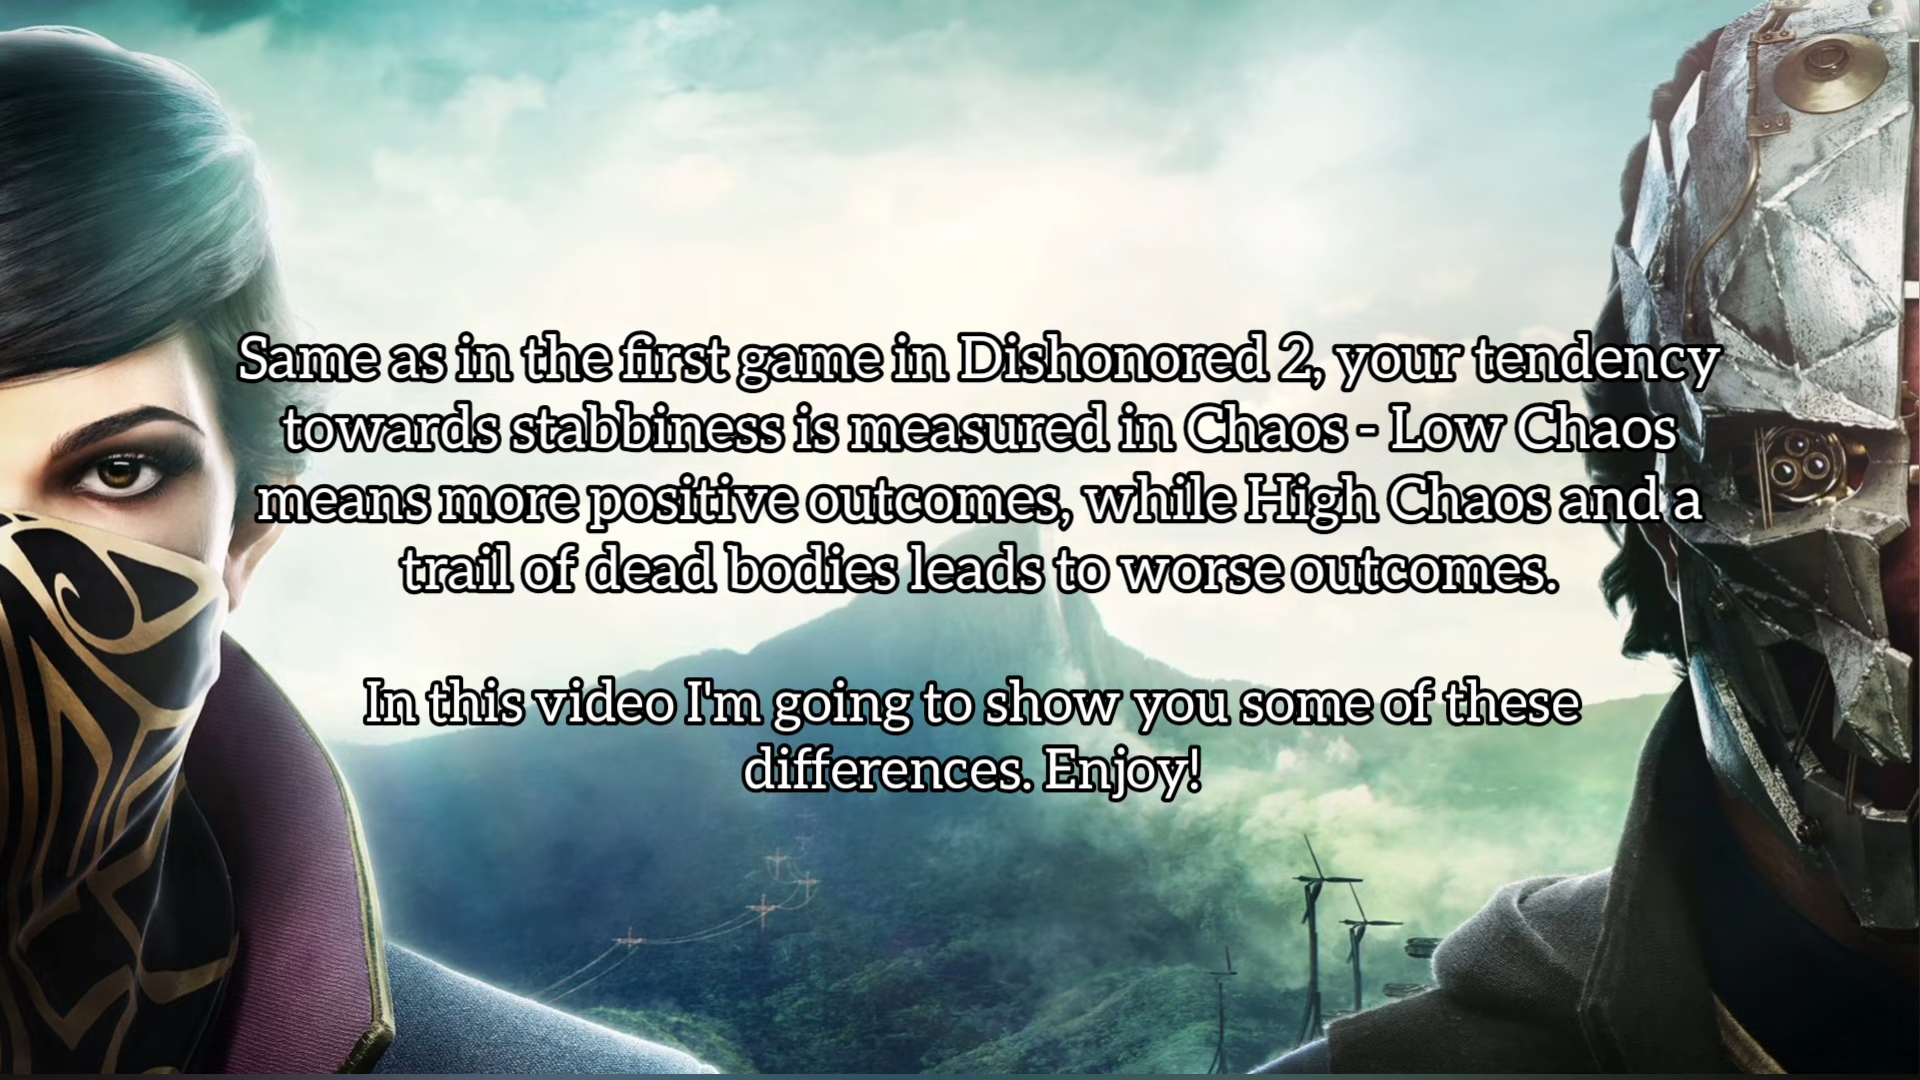 Same as in the first game in Dishonored 2, your tendency
towards stabbiness is measured in Chaos - Low Chaos
means more positive outcomes, while High Chaos and a
trail of dead bodies leads to worse outcomes.
In this video I'm going to show you some of these
differences. Enjoy!